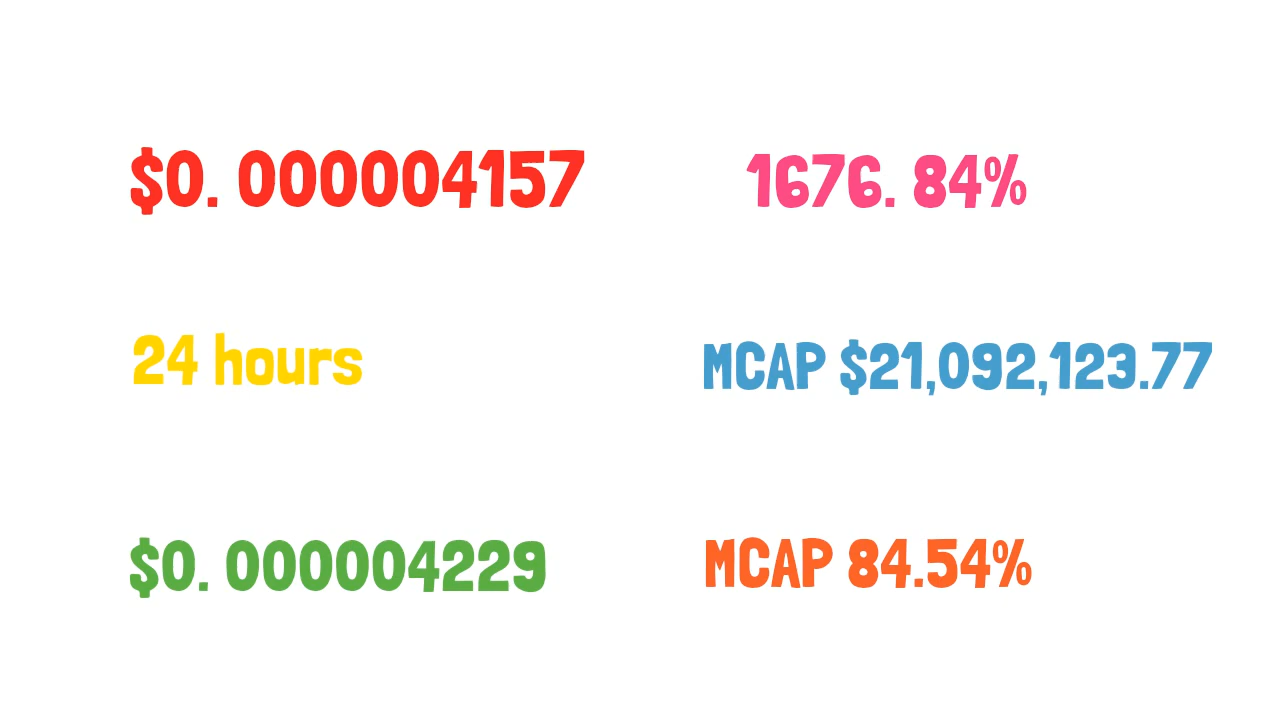 $0. 000004157
1676. 84%
24 hours
MCAP $21,092,123.77
$0. 000004229
MCAP 84.54%